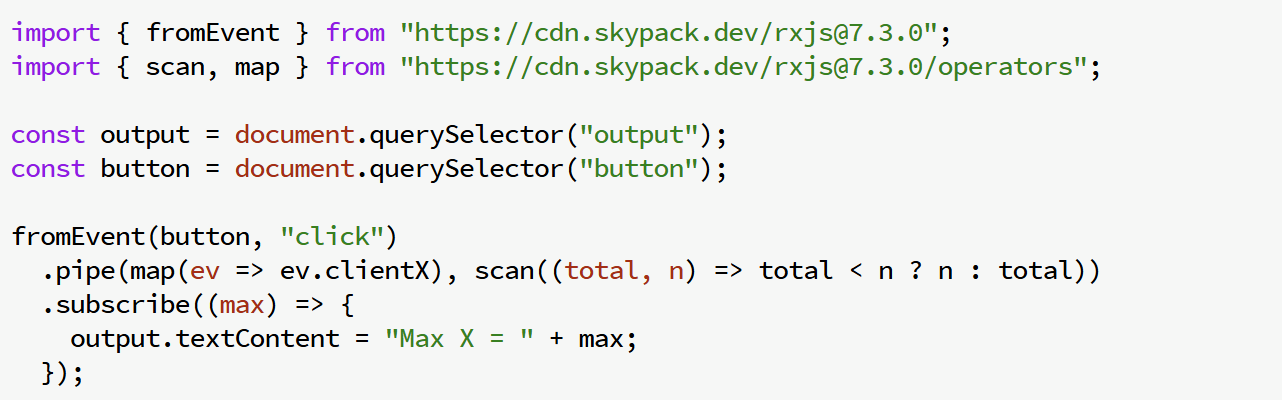 import { fromEvent } from "https://cdn.skypack.dev/rxjs@7.3.0";
import { scan, map } from "https://cdn.skypack.dev/rxjs@7.3.0/operators";

const output = document.querySelector("output");
const button = document.querySelector("button");

fromEvent(button, "click")
  .pipe(map(ev => ev.clientX), scan((total, n) => total < n ? n : total))
  .subscribe((max) => {
    output.textContent = "Max X = " + max;
  });